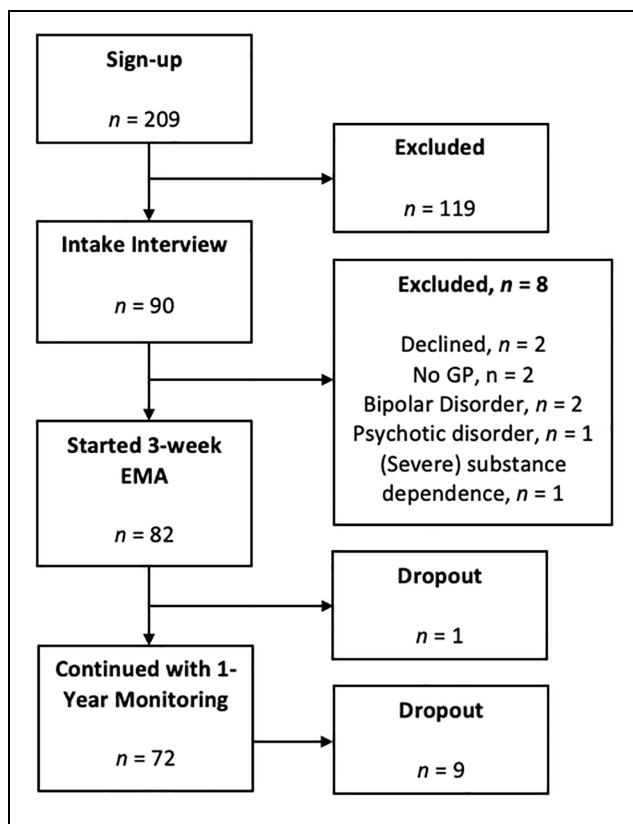 Sign-up
n = 209
Excluded
n = 119
Intake Interview
n = 90
Excluded, n = 8
Declined, n = 2
No GP, n = 2
Bipolar Disorder, n = 2
Psychotic disorder, n = 1
(Severe) substance
dependence, n = 1
Started 3-week
EMA
n = 82
Dropout
n = 1
Continued with 1-
Year Monitoring
n = 72
Dropout
n = 9